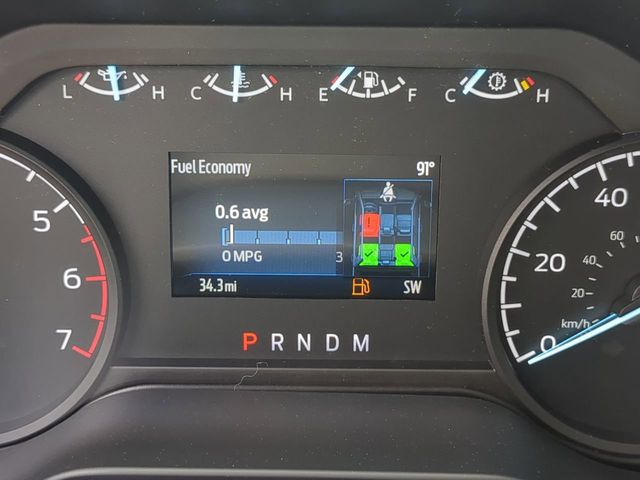 L H C H E F C H
Fuel Economy 91°
0.6 avg
0 MPG 3
34.3 mi SW
P R N D M
5
6
7
40
20
0
60
40
20
km/h